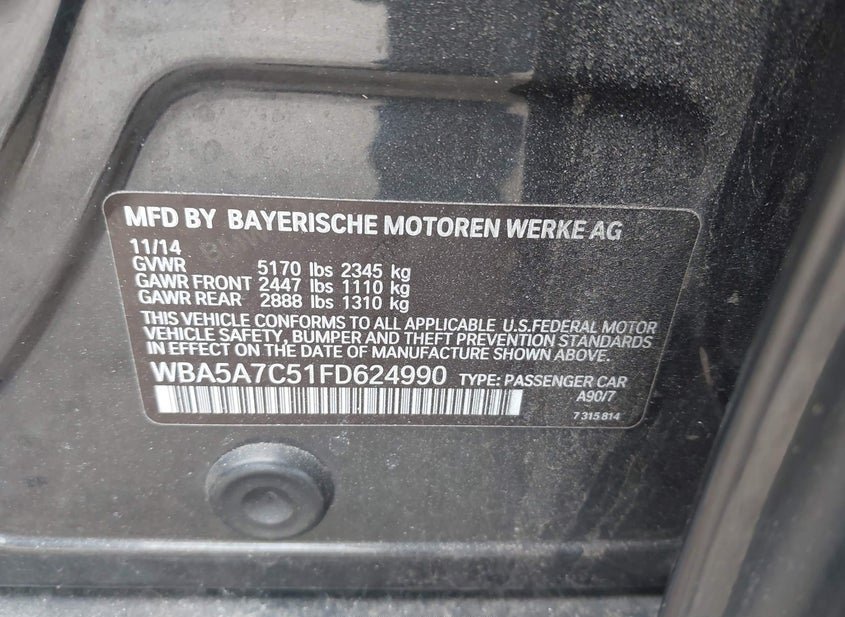 MFD BY BAYERISCHE MOTOREN WERKE AG
11/14
GVWR 5170 lbs 2345 kg
GAWR FRONT 2447 lbs 1110 kg
GAWR REAR 2888 lbs 1310 kg
THIS VEHICLE CONFORMS TO ALL APPLICABLE U.S.FEDERAL MOTOR
VEHICLE SAFETY, BUMPER AND THEFT PREVENTION STANDARDS
IN EFFECT ON THE DATE OF MANUFACTURE SHOWN ABOVE.
WBA5A7C51FD624990 TYPE: PASSENGER CAR
A90/7
7 315 814